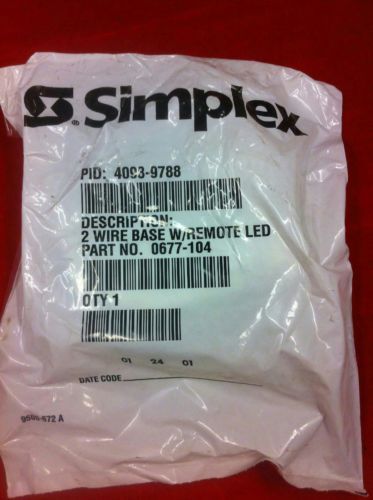 ® Simplex
PID: 4093-9788
DESCRIPTION:
2 WIRE BASE W/REMOTE LED
PART NO. 0677-104
QTY 1
01 24 01
DATE CODE